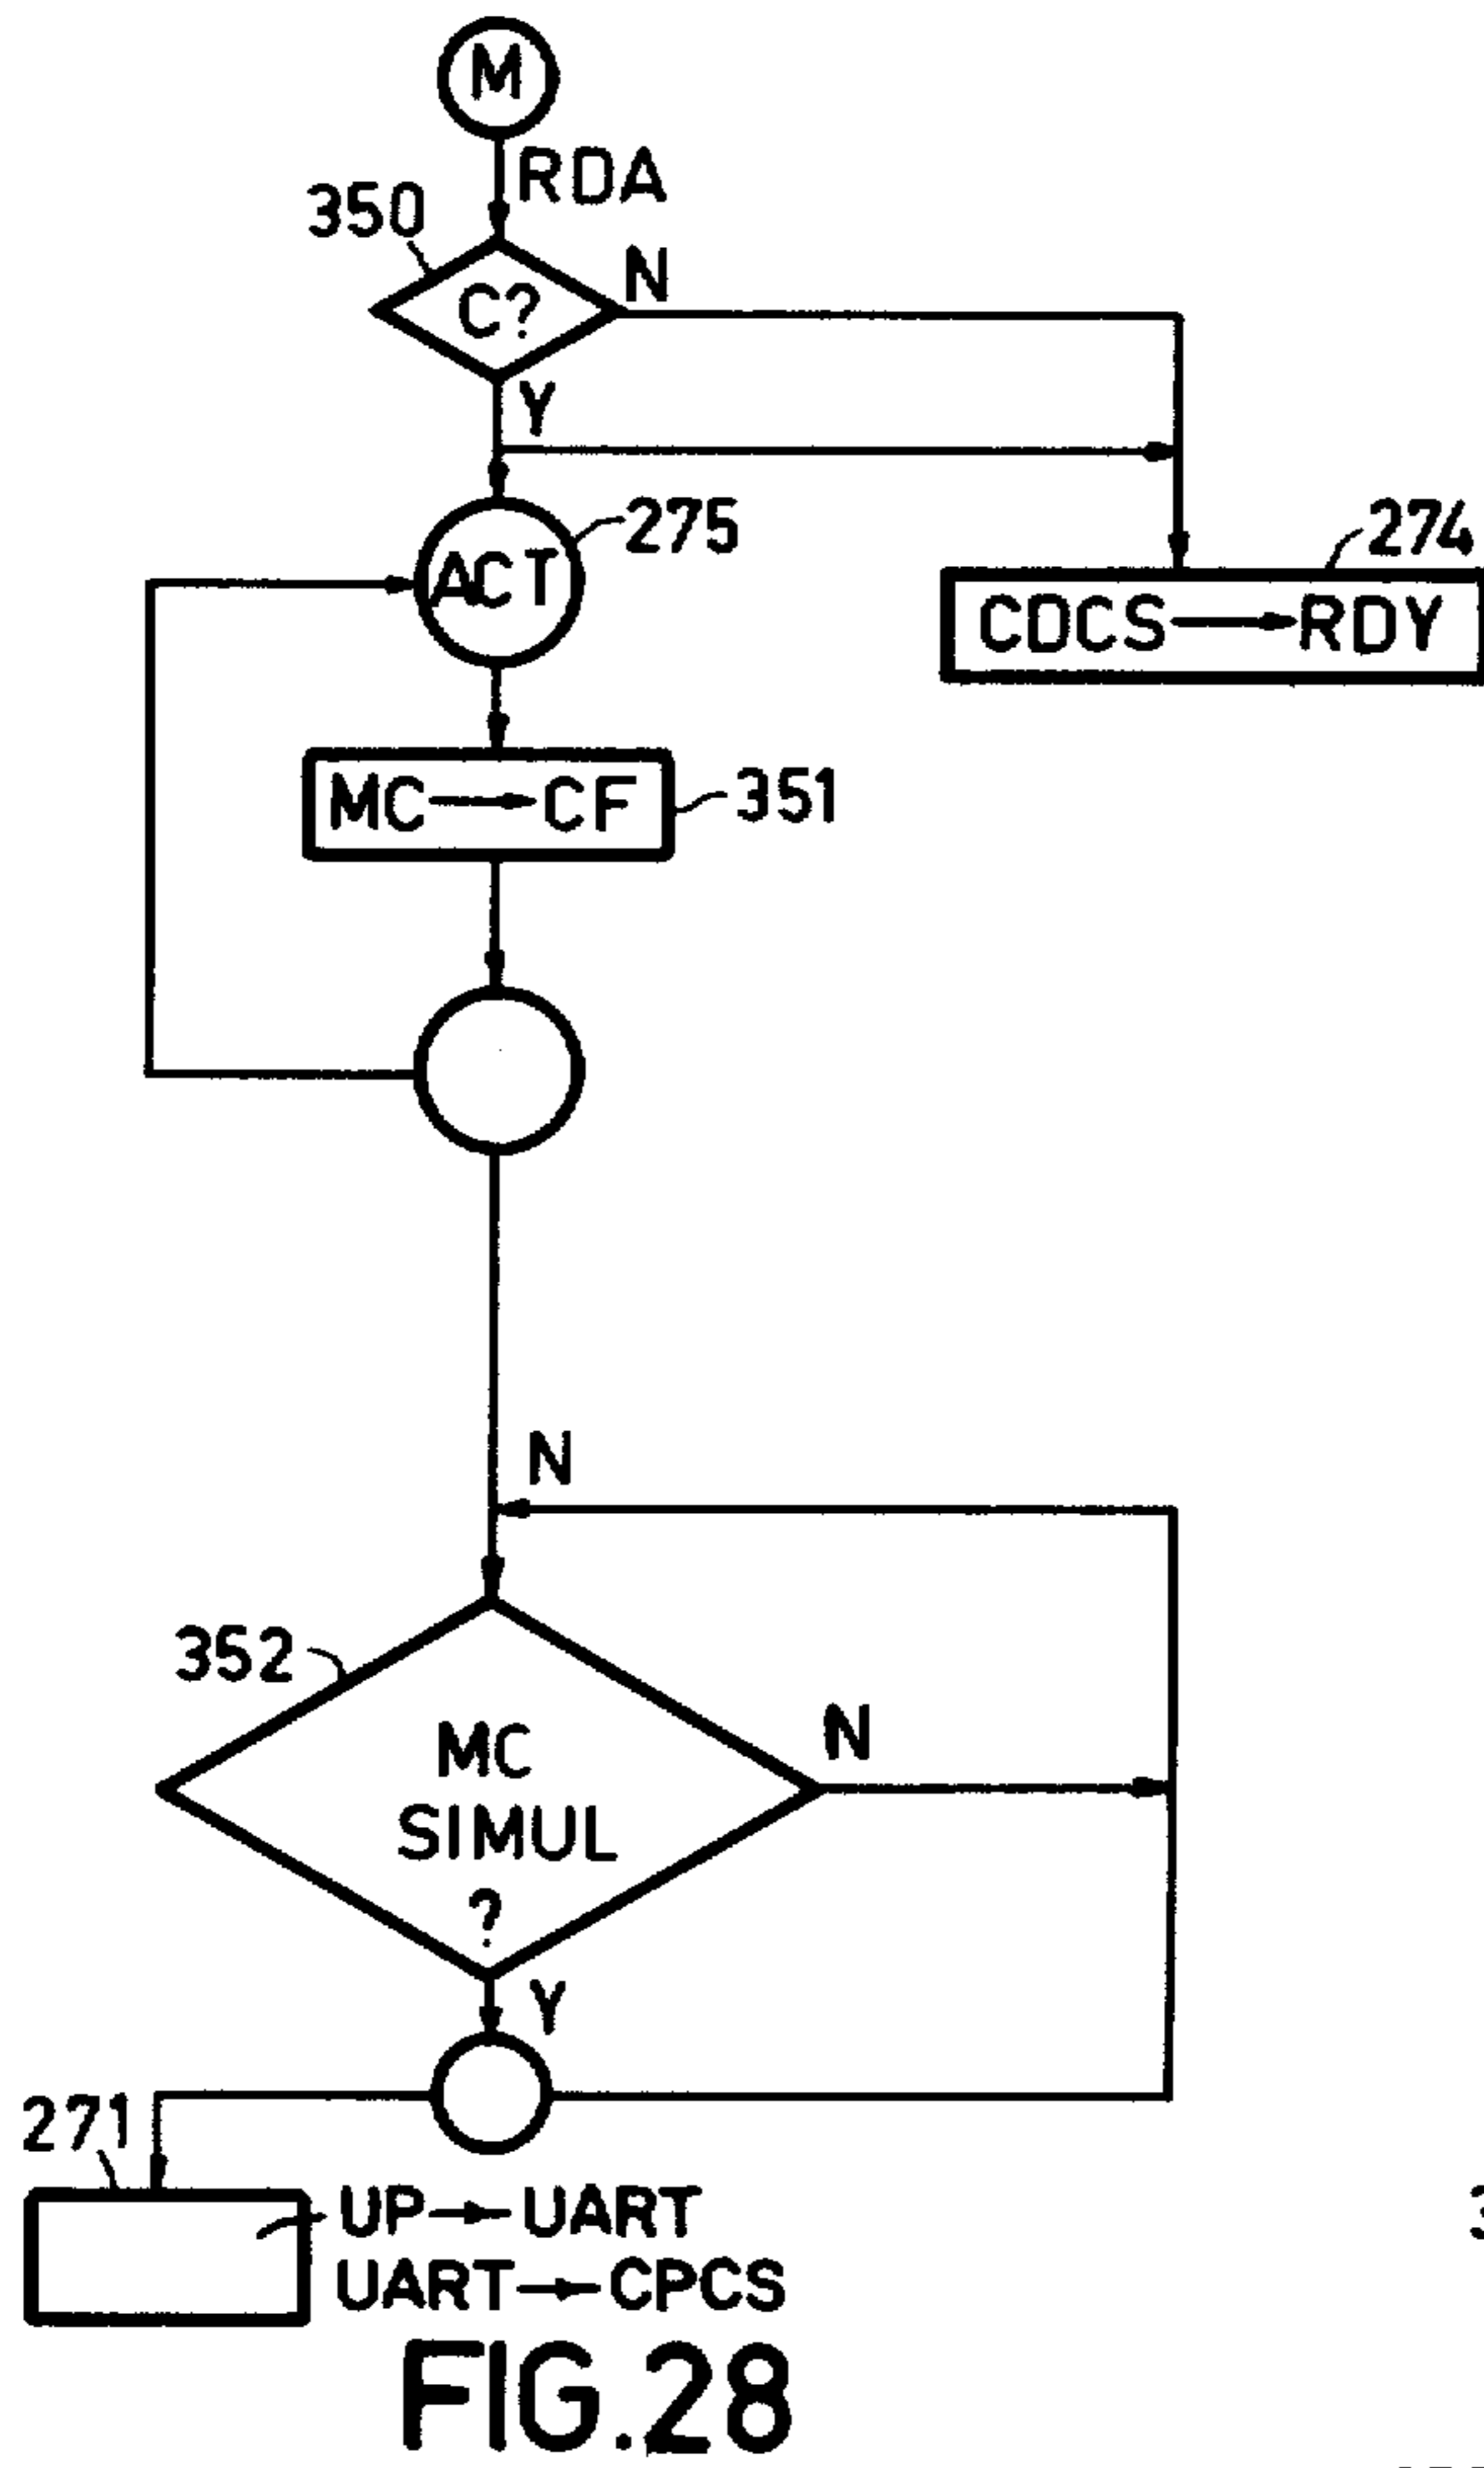 M
RDA
350
N
C?
Y
275
274
ACT
CDCS→RDY
MC→CF
351
N
352
N
MC
SIMUL
?
Y
271
UP→UART
UART→CPCS
FIG.28